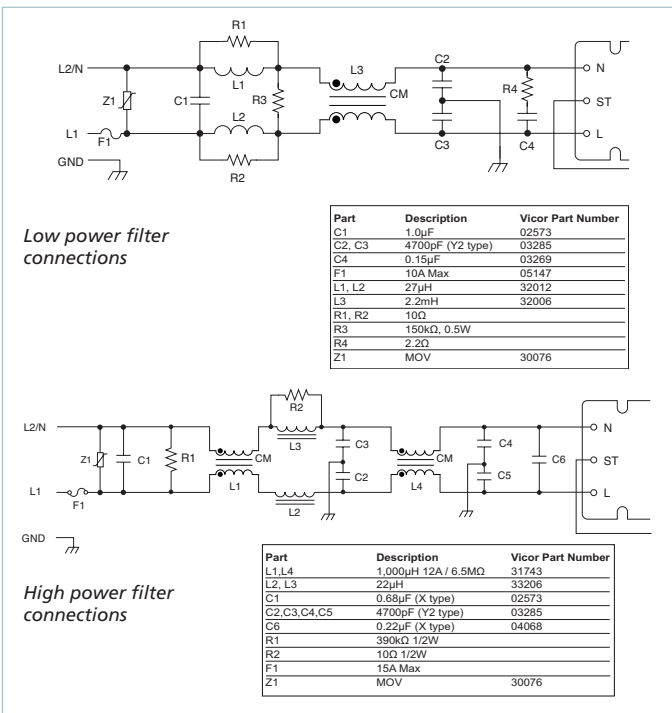 R1
L2/N
L1
Z1
C1
R3
L3
CM
C2
R4
N
ST
L
L2
L1
F1
R2
C3
C4
GND
Low power filter
connections
Part Description Vicor Part Number
C1 1.0µF 02573
C2, C3 4700pF (Y2 type) 03285
C4 0.15µF 03269
F1 10A Max 05147
L1, L2 27µH 32012
L3 2.2mH 32006
R1, R2 10Ω
R3 150kΩ, 0.5W
R4 2.2Ω
Z1 MOV 30076
R2
L2/N
L3
C3
C4
N
Z1
C1
R1
CM
CM
C6
ST
L1
C2
L4
C5
L1
F1
L2
L
GND
High power filter
connections
Part Description Vicor Part Number
L1,L4 1,000µH 12A / 6.5MΩ 31743
L2, L3 22µH 33206
C1 0.68µF (X type) 02573
C2,C3,C4,C5 4700pF (Y2 type) 03285
C6 0.22µF (X type) 04068
R1 390kΩ 1/2W
R2 10Ω 1/2W
F1 15A Max
Z1 MOV 30076